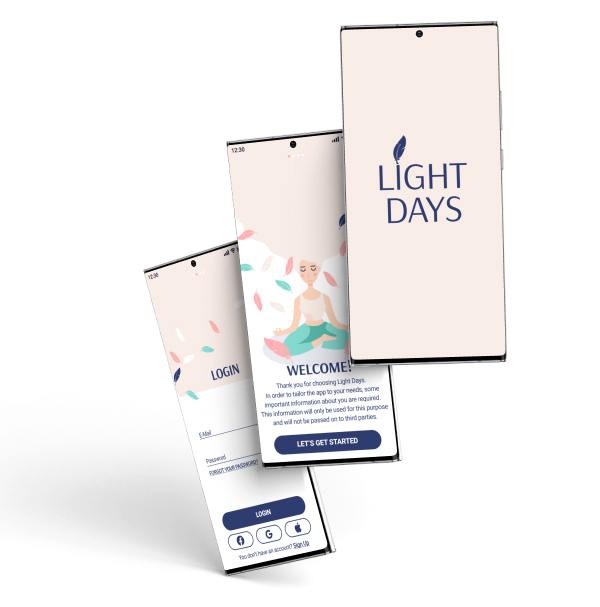 LIGHT
DAYS
12:30
WELCOME!
Thank you for choosing Light Days.
In order to tailor the app to your needs, some
important information about you are required.
This information will only be used for this purpose
and will not be passed on to third parties.
LET'S GET STARTED
12:30
LOGIN
E-Mail
Password
FORGOT YOUR PASSWORD?
LOGIN
You don't have an account? Sign Up